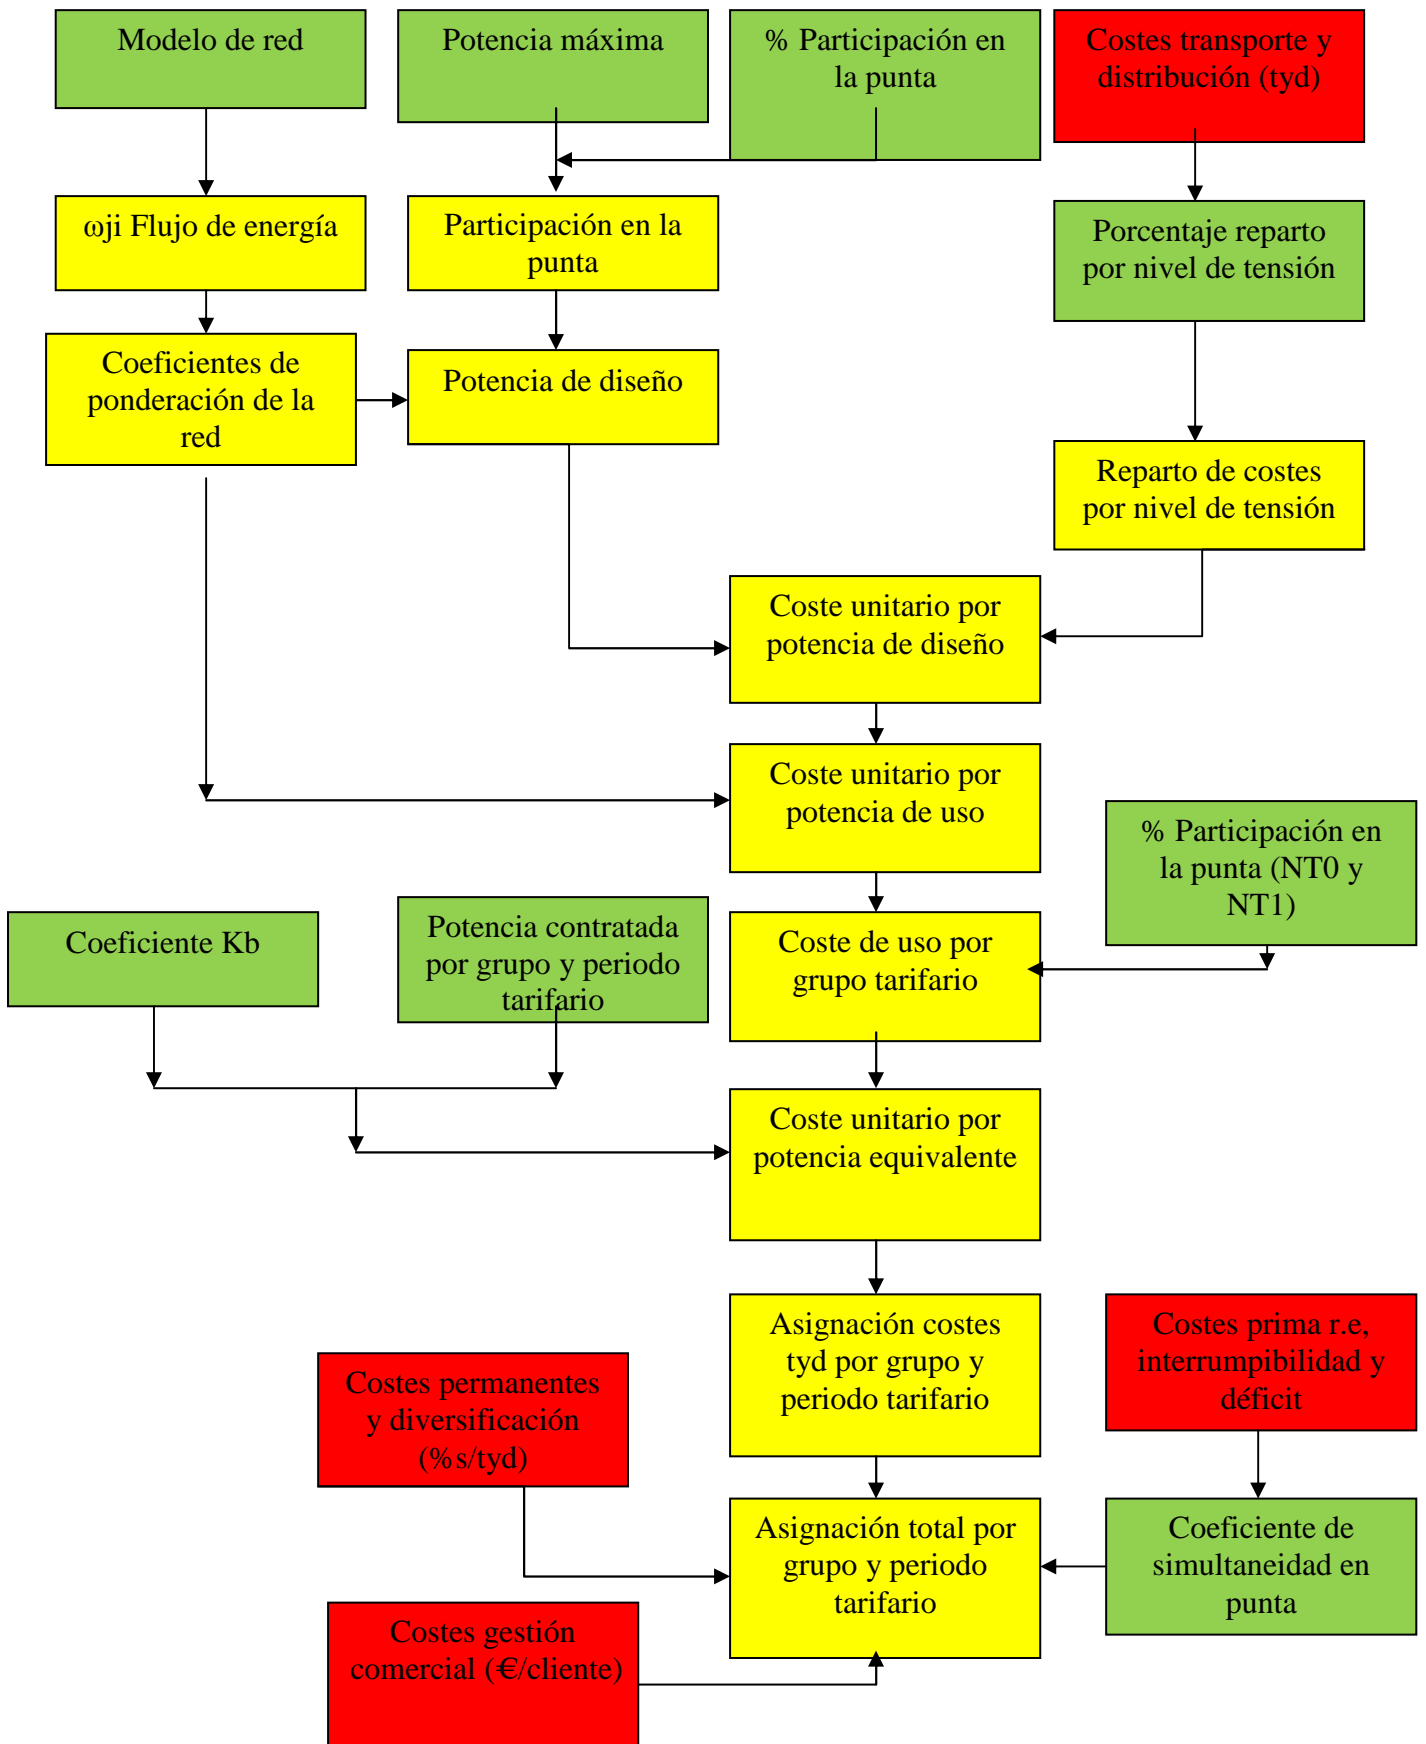 Modelo de red
Potencia máxima
% Participación en
la punta
Costes transporte y
distribución (tyd)
ωji Flujo de energía
Participación en la
punta
Porcentaje reparto
por nivel de tensión
Coeficientes de
ponderación de la
red
Potencia de diseño
Reparto de costes
por nivel de tensión
Coste unitario por
potencia de diseño
Coste unitario por
potencia de uso
% Participación en
la punta (NT0 y
NT1)
Coeficiente Kb
Potencia contratada
por grupo y periodo
tarifario
Coste de uso por
grupo tarifario
Coste unitario por
potencia equivalente
Asignación costes
tyd por grupo y
periodo tarifario
Costes prima r.e,
interrumpibilidad y
déficit
Costes permanentes
y diversificación
(%s/tyd)
Asignación total por
grupo y periodo
tarifario
Coeficiente de
simultaneidad en
punta
Costes gestión
comercial (€/cliente)